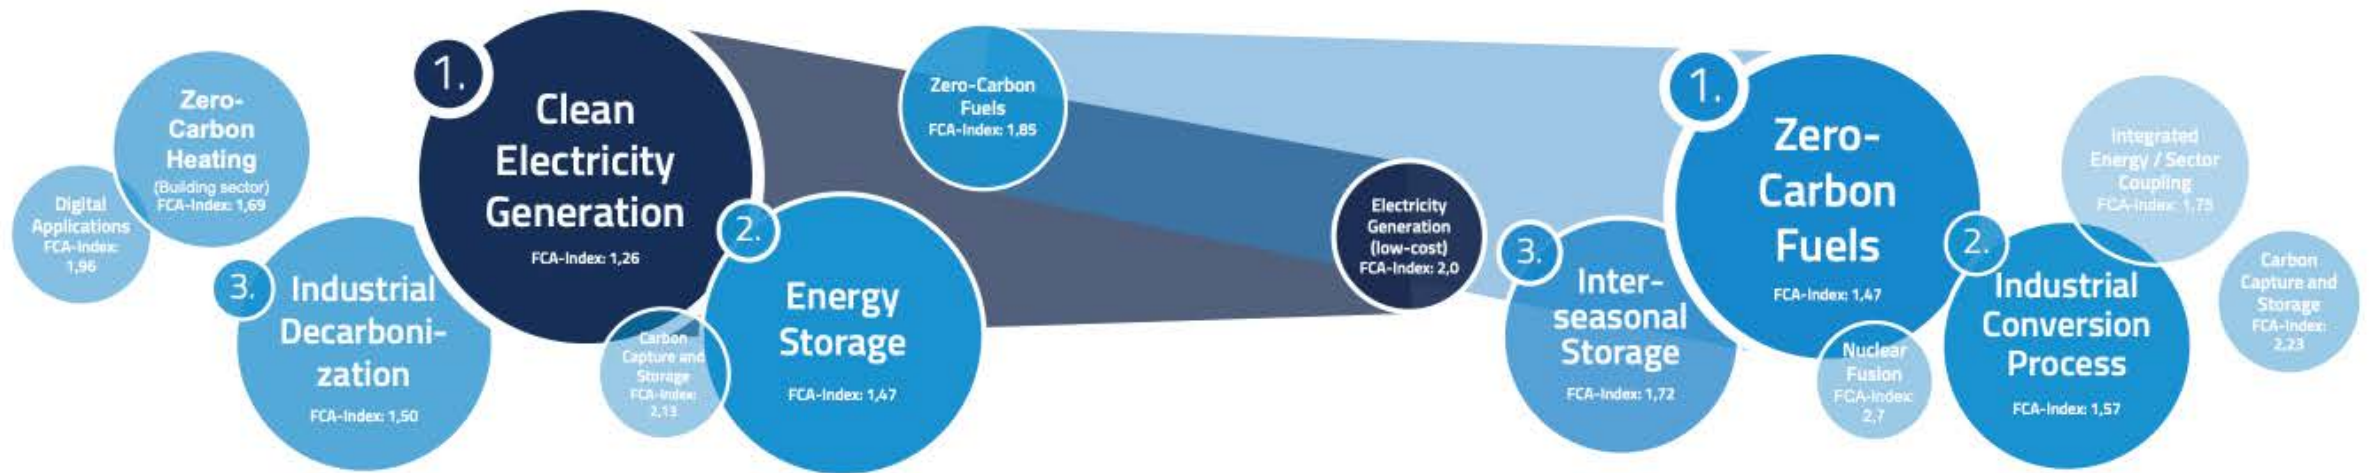 Digital
Applications
FCA-Index:
1,96
Zero-
Carbon
Heating
(Building sector)
FCA-Index: 1,69
3.
Industrial
Decarboni-
zation
FCA-Index: 1,50
1.
Clean
Electricity
Generation
FCA-Index: 1,26
Carbon
Capture and
Storage
FCA-Index:
2,13
2.
Energy
Storage
FCA-Index: 1,47
Zero-Carbon
Fuels
FCA-Index: 1,85
Electricity
Generation
(low-cost)
FCA-Index: 2,0
3.
Inter-
seasonal
Storage
FCA-Index: 1,72
1.
Zero-
Carbon
Fuels
FCA-Index: 1,47
Nuclear
Fusion
FCA-Index:
2,7
2.
Industrial
Conversion
Process
FCA-Index: 1,57
Integrated
Energy / Sector
Coupling
FCA-Index: 1,75
Carbon
Capture and
Storage
FCA-Index:
2,23